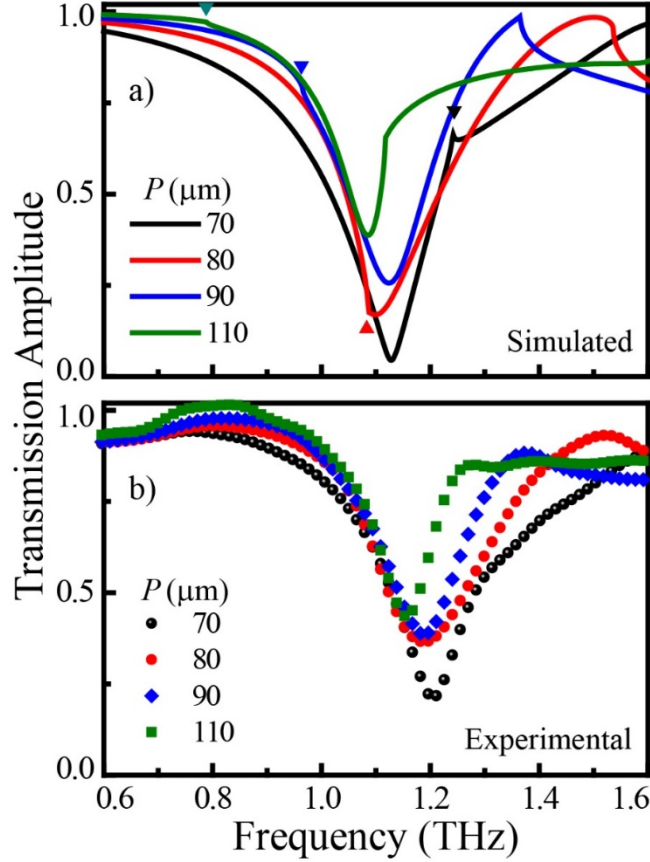 1.0
0.5
0.0
a)
P (μm)
70
80
90
110
Simulated
Transmission Amplitude
1.0
0.5
0.0
b)
P (μm)
70
80
90
110
Experimental
0.6 0.8 1.0 1.2 1.4 1.6
Frequency (THz)